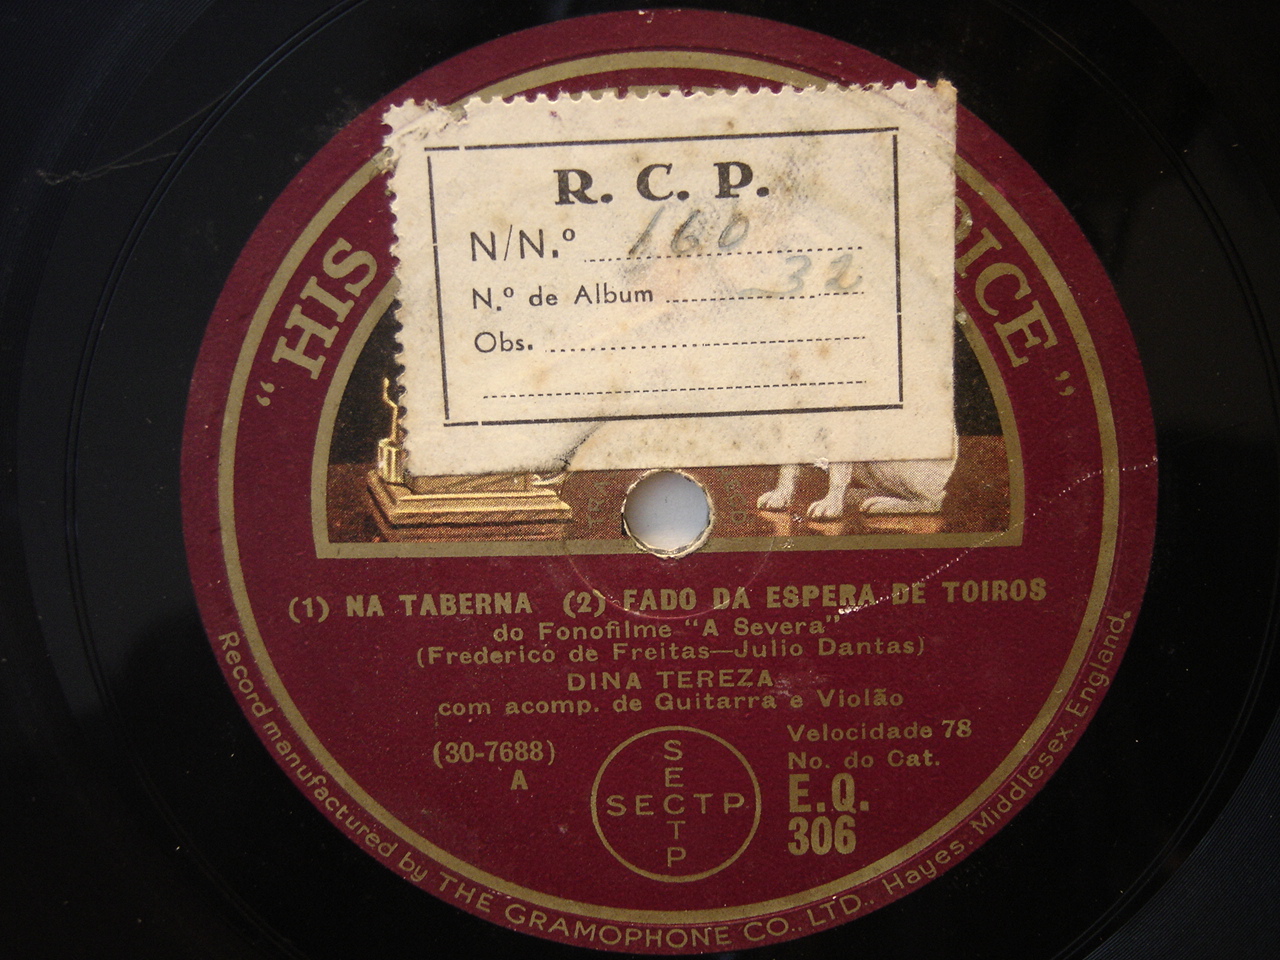 R. C. P.
N/N.º 160
N.º de Album 32
Obs.
“HIS OICE”
(1) NA TABERNA (2) FADO DA ESPERA DE TOIROS
do Fonofilme “A Severa”
(Frederico de Freitas—Julio Dantas)
DINA TEREZA
com acomp. de Guitarra e Violão
(30-7688)
A
SECTP
SECTP
Velocidade 78
No. do Cat.
E.Q.
306
Record manufactured by THE GRAMOPHONE CO., LTD., Hayes, Middlesex, England.